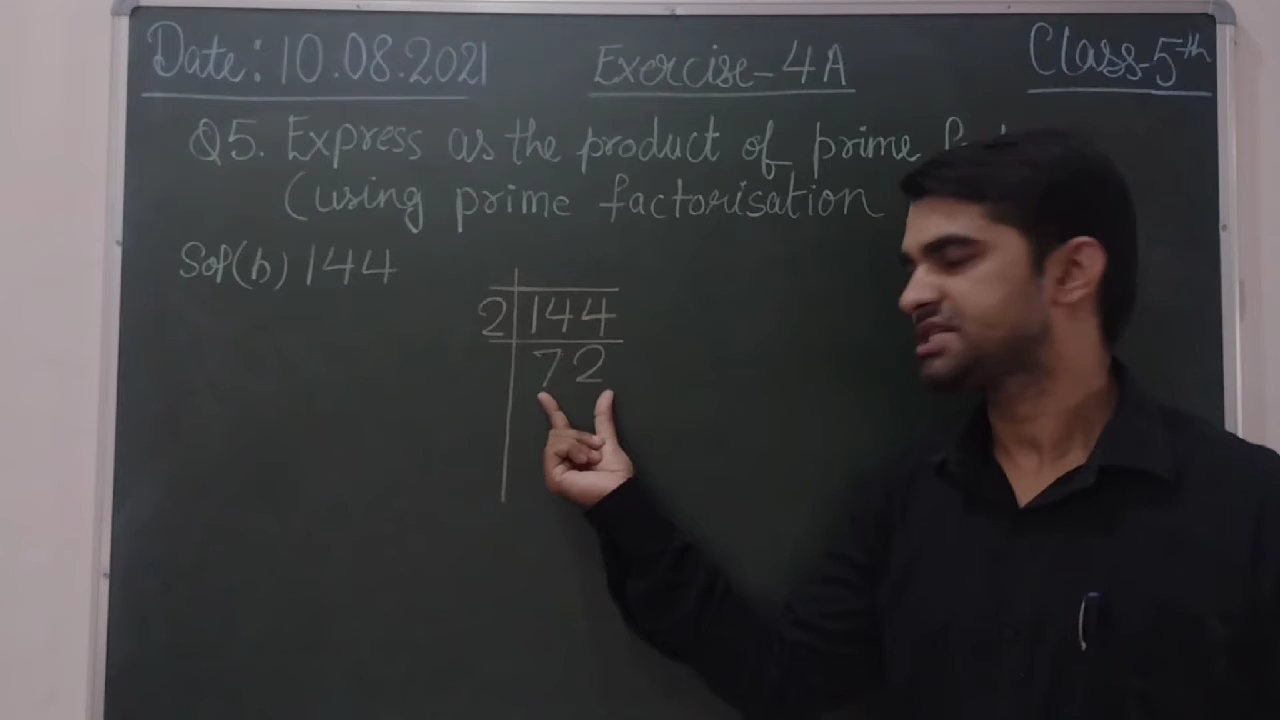 Date: 10.08.2021 Exercise-4A Class-5th
Q5. Express as the product of prime
(using prime factorisation
Sol(b) 144
2 144
72